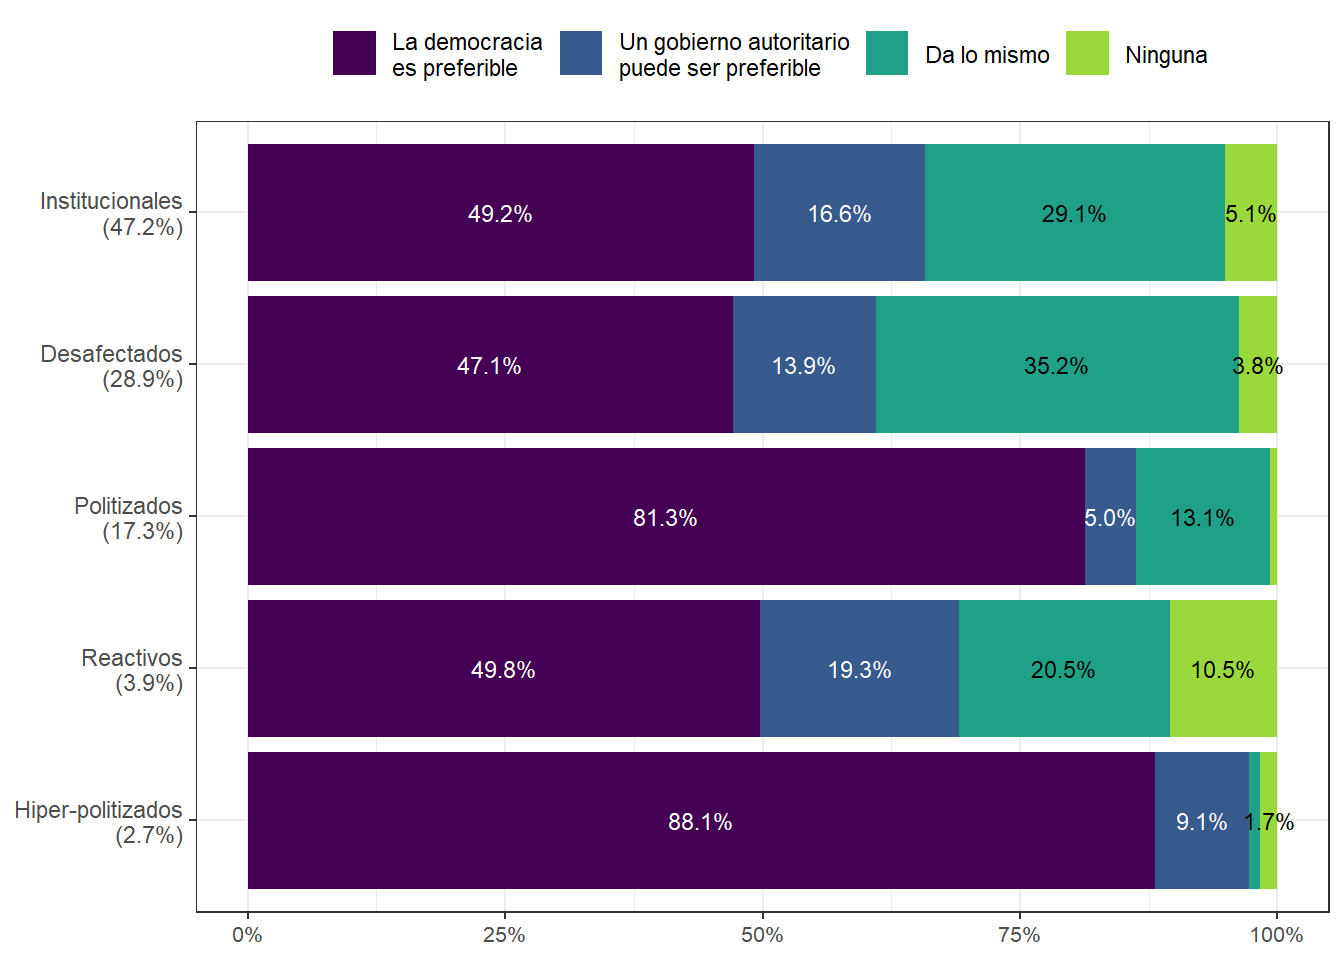 La democracia
es preferible
Un gobierno autoritario
puede ser preferible
Da lo mismo
Ninguna
Institucionales
(47.2%)
49.2%
16.6%
29.1%
5.1%
Desafectados
(28.9%)
47.1%
13.9%
35.2%
3.8%
Politizados
(17.3%)
81.3%
5.0%
13.1%
Reactivos
(3.9%)
49.8%
19.3%
20.5%
10.5%
Hiper-politizados
(2.7%)
88.1%
9.1%
1.7%
0%
25%
50%
75%
100%